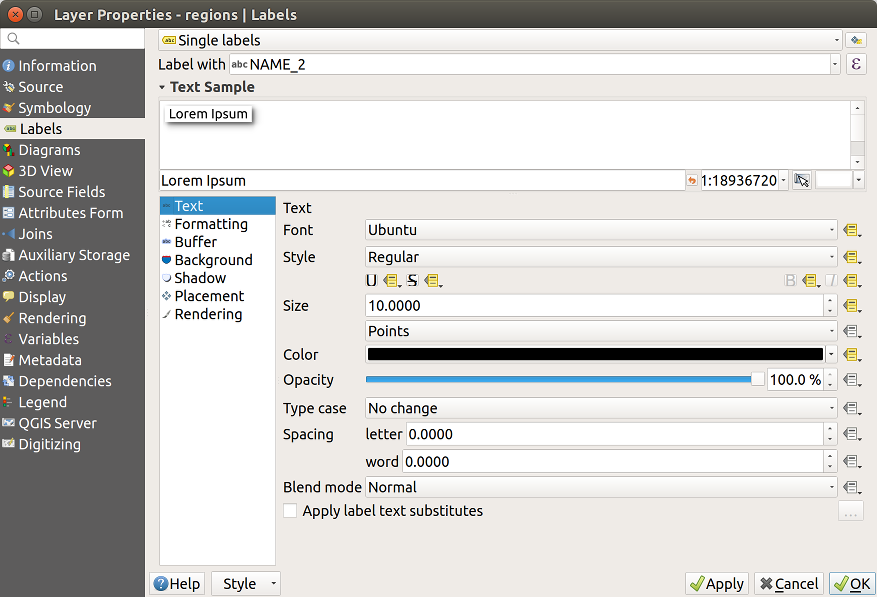 Layer Properties - regions | Labels
Information
Source
Symbology
Labels
Diagrams
3D View
Source Fields
Attributes Form
Joins
Auxiliary Storage
Actions
Display
Rendering
Variables
Metadata
Dependencies
Legend
QGIS Server
Digitizing
abc Single labels
Label with abc NAME_2 ε
Text Sample
Lorem Ipsum
Lorem Ipsum 1:18936720
Text
Formatting
Buffer
Background
Shadow
Placement
Rendering
Text
Font Ubuntu
Style Regular
U S B I
Size 10.0000
Points
Color
Opacity 100.0 %
Type case No change
Spacing letter 0.0000
word 0.0000
Blend mode Normal
Apply label text substitutes ...
Help Style Apply Cancel OK